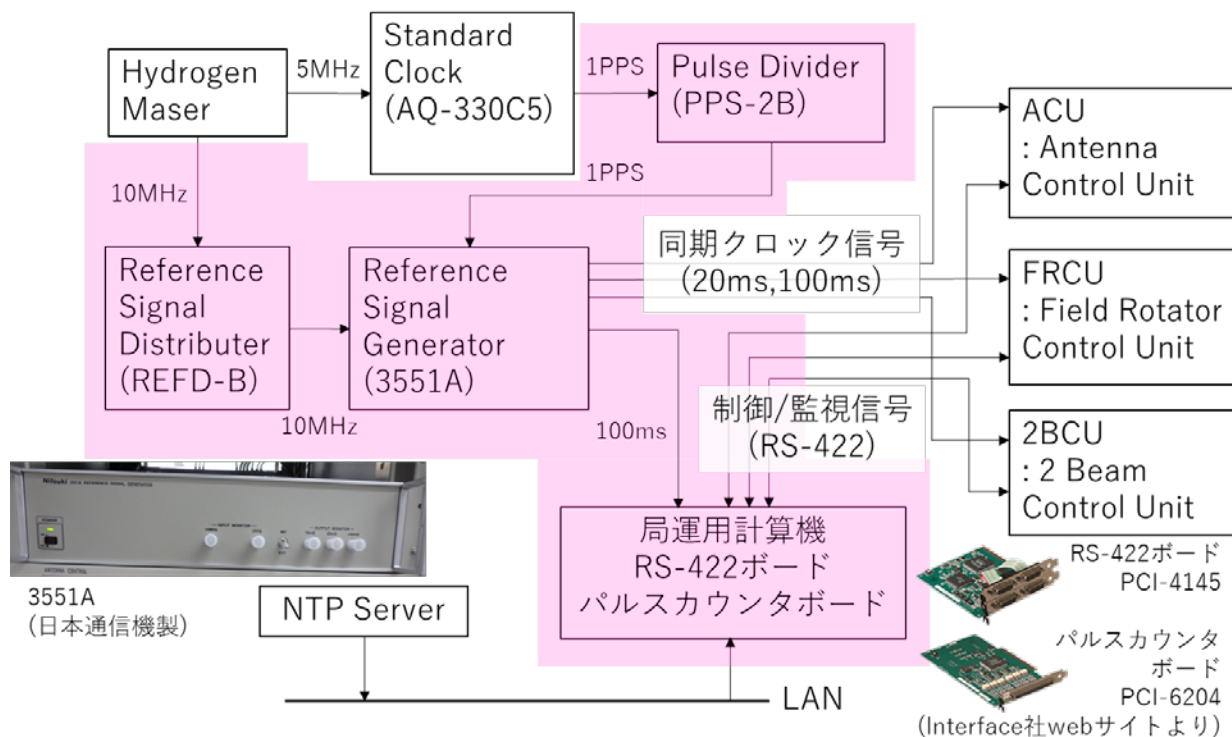 Hydrogen
Maser
5MHz
Standard
Clock
(AQ-330C5)
1PPS
Pulse Divider
(PPS-2B)
ACU
: Antenna
Control Unit
10MHz
1PPS
Reference
Signal
Distributer
(REFD-B)
Reference
Signal
Generator
(3551A)
同期クロック信号
(20ms,100ms)
FRCU
: Field Rotator
Control Unit
10MHz
100ms
制御/監視信号
(RS-422)
2BCU
: 2 Beam
Control Unit
局運用計算機
RS-422ボード
パルスカウンタボード
RS-422ボード
PCI-4145
3551A
(日本通信機製)
NTP Server
パルスカウンタ
ボード
PCI-6204
(Interface社webサイトより)
LAN